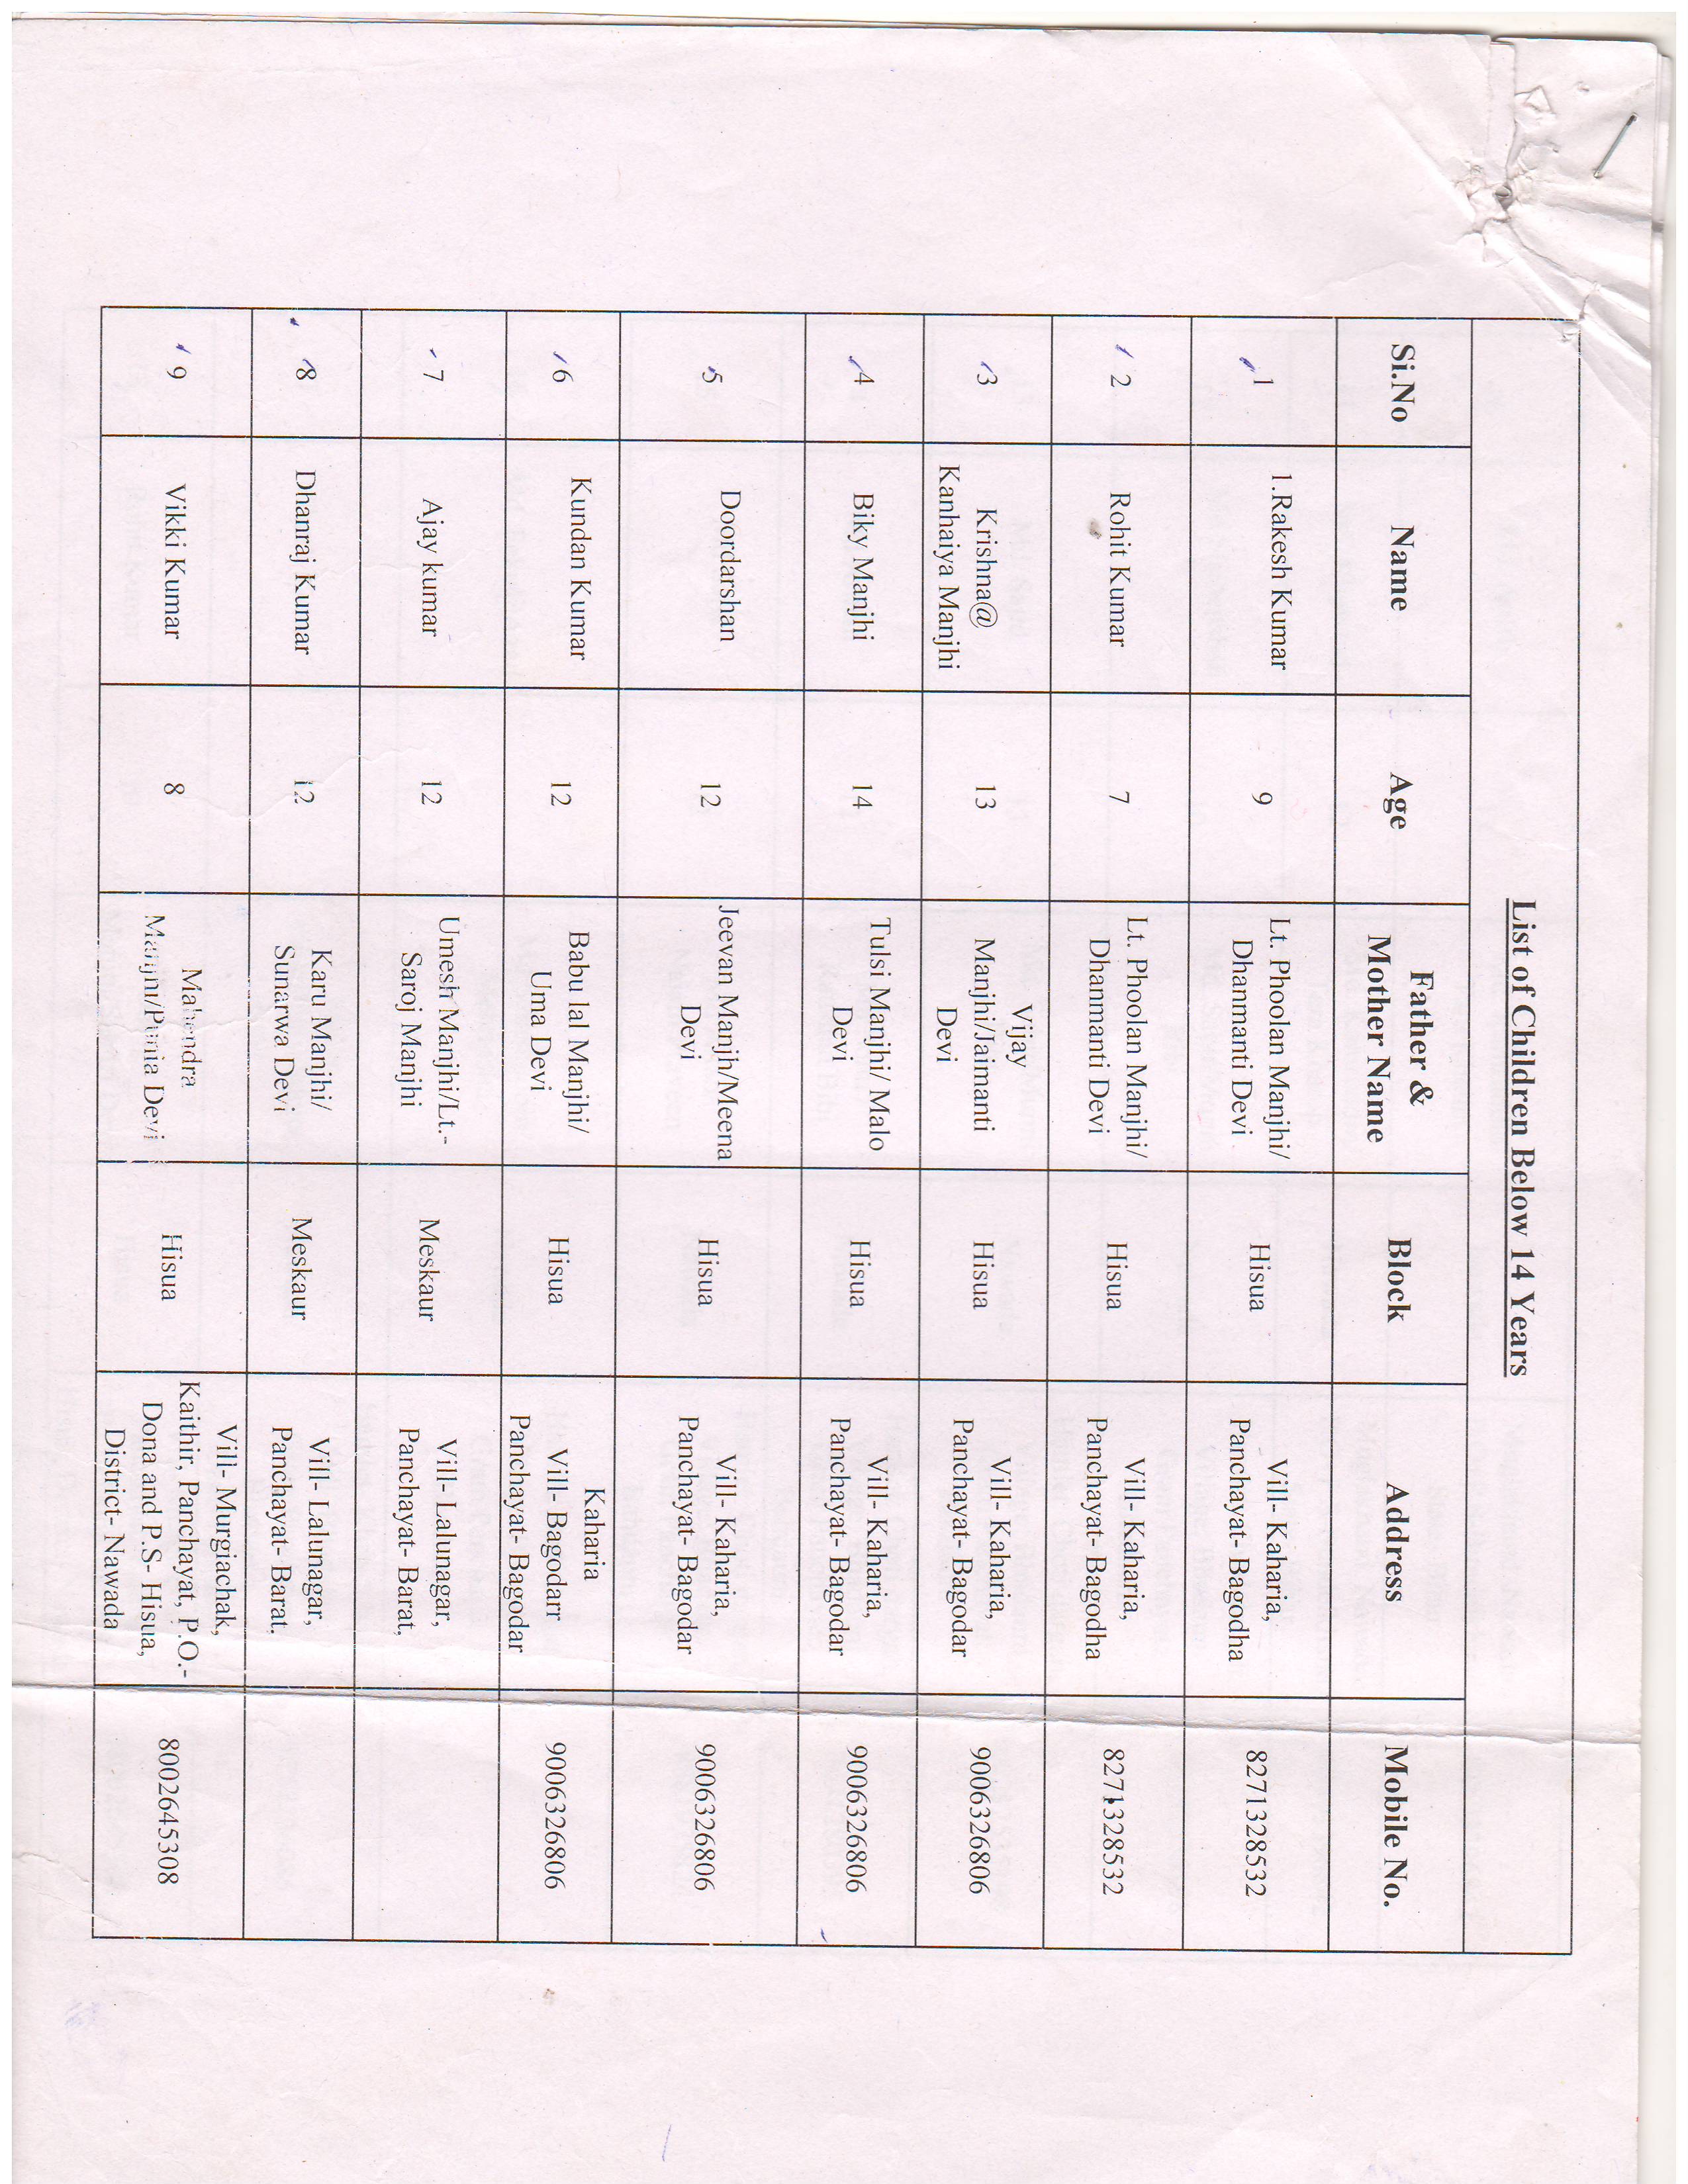 List of Children Below 14 Years
Si.No Name Age Father & Mother Name Block Address Mobile No.
1 1.Rakesh Kumar 9 Lt. Phoolan Manjhi/ Dhanmanti Devi Hisua Vill- Kaharia, Panchayat- Bagodha 8271328532
2 Rohit Kumar 7 Lt. Phoolan Manjhi/ Dhanmanti Devi Hisua Vill- Kaharia, Panchayat- Bagodha 8271328532
3 Krishna@ Kanhaiya Manjhi 13 Vijay Manjhi/Jaimanti Devi Hisua Vill- Kaharia, Panchayat- Bagodar 9006326806
4 Biky Manjhi 14 Tulsi Manjhi/ Malo Devi Hisua Vill- Kaharia, Panchayat- Bagodar 9006326806
5 Doordarshan 12 Jeevan Manjh/Meena Devi Hisua Vill- Kaharia, Panchayat- Bagodar 9006326806
6 Kundan Kumar 12 Babu lal Manjhi/ Uma Devi Hisua Kaharia Vill- Bagodarr Panchayat- Bagodar 9006326806
7 Ajay kumar 12 Umesh Manjhi/Lt.- Saroj Manjhi Meskaur Vill- Lalunagar, Panchayat- Barat,
8 Dhanraj Kumar 12 Karu Manjhi/ Sunarwa Devi Meskaur Vill- Lalunagar, Panchayat- Barat.
9 Vikki Kumar 8 Mahendra Manjhi/Punia Devi Hisua Vill- Murgiachak, Kaithir, Panchayat, P.O.- Dona and P.S- Hisua, District- Nawada 8002645308